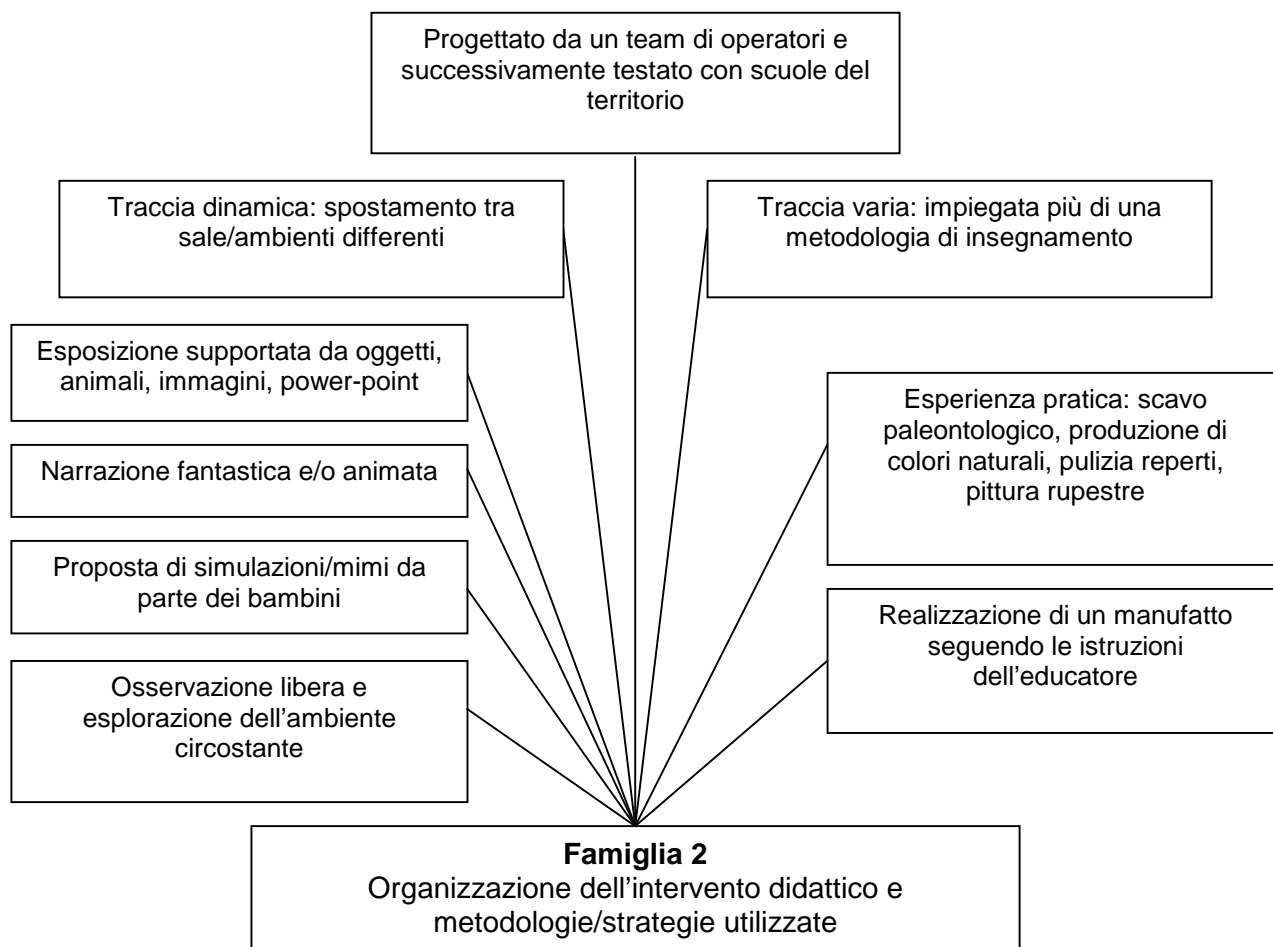 Progettato da un team di operatori e
successivamente testato con scuole del
territorio
Traccia dinamica: spostamento tra
sale/ambienti differenti
Traccia varia: impiegata più di una
metodologia di insegnamento
Esposizione supportata da oggetti,
animali, immagini, power-point
Narrazione fantastica e/o animata
Proposta di simulazioni/mimi da
parte dei bambini
Osservazione libera e
esplorazione dell’ambiente
circostante
Esperienza pratica: scavo
paleontologico, produzione di
colori naturali, pulizia reperti,
pittura rupestre
Realizzazione di un manufatto
seguendo le istruzioni
dell’educatore
Famiglia 2
Organizzazione dell’intervento didattico e
metodologie/strategie utilizzate